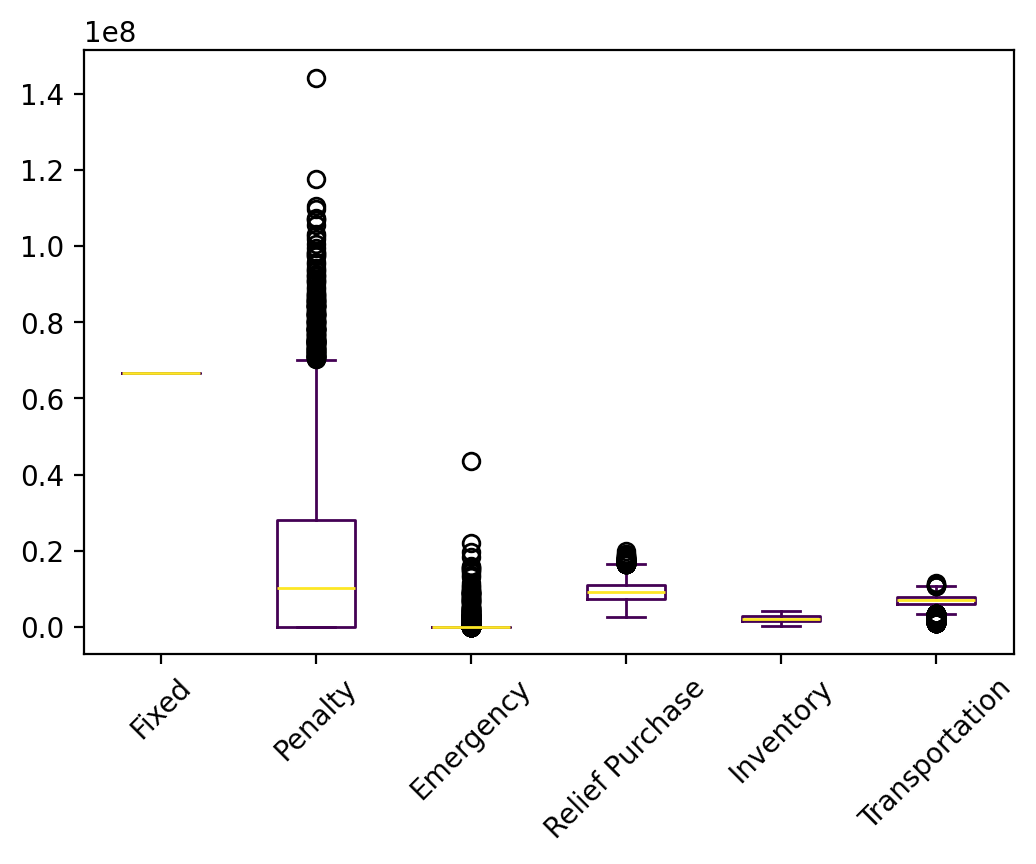 1e8
1.4
1.2
1.0
0.8
0.6
0.4
0.2
0.0
Fixed
Penalty
Emergency
Relief Purchase
Inventory
Transportation